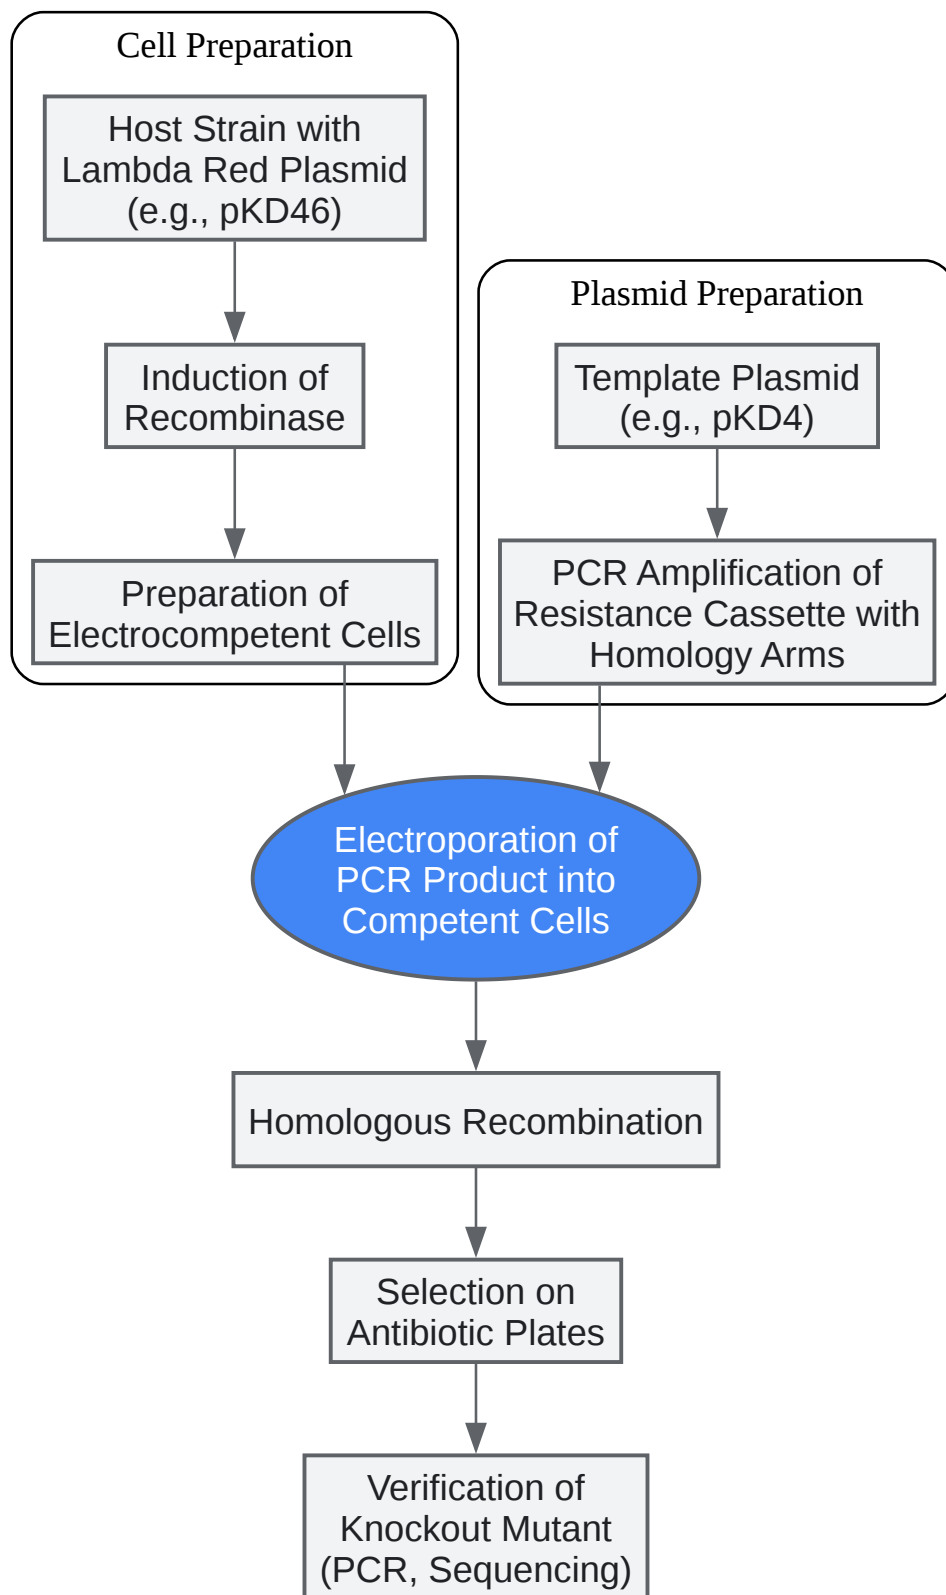 Cell Preparation
Host Strain with
Lambda Red Plasmid
(e.g., pKD46)
Induction of
Recombinase
Preparation of
Electrocompetent Cells
Plasmid Preparation
Template Plasmid
(e.g., pKD4)
PCR Amplification of
Resistance Cassette with
Homology Arms
Electroporation of
PCR Product into
Competent Cells
Homologous Recombination
Selection on
Antibiotic Plates
Verification of
Knockout Mutant
(PCR, Sequencing)